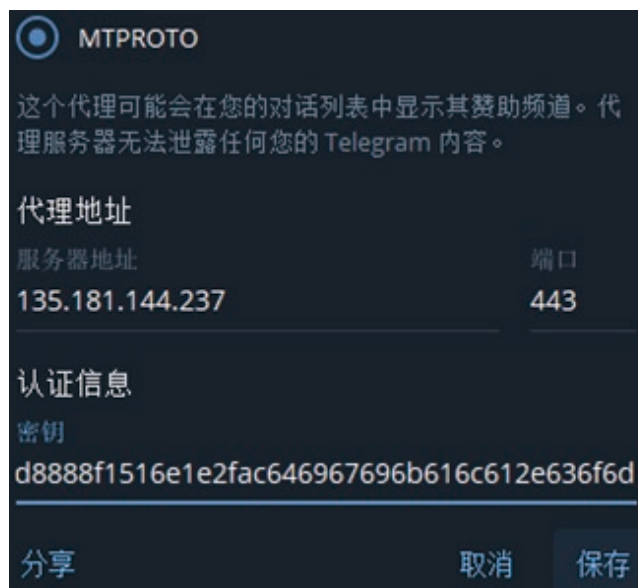 MTPROTO
这个代理可能会在您的对话列表中显示其赞助频道。代
理服务器无法泄露任何您的 Telegram 内容。
代理地址
服务器地址 端口
135.181.144.237 443
认证信息
密钥
d8888f1516e1e2fac646967696b616c612e636f6d
分享 取消 保存